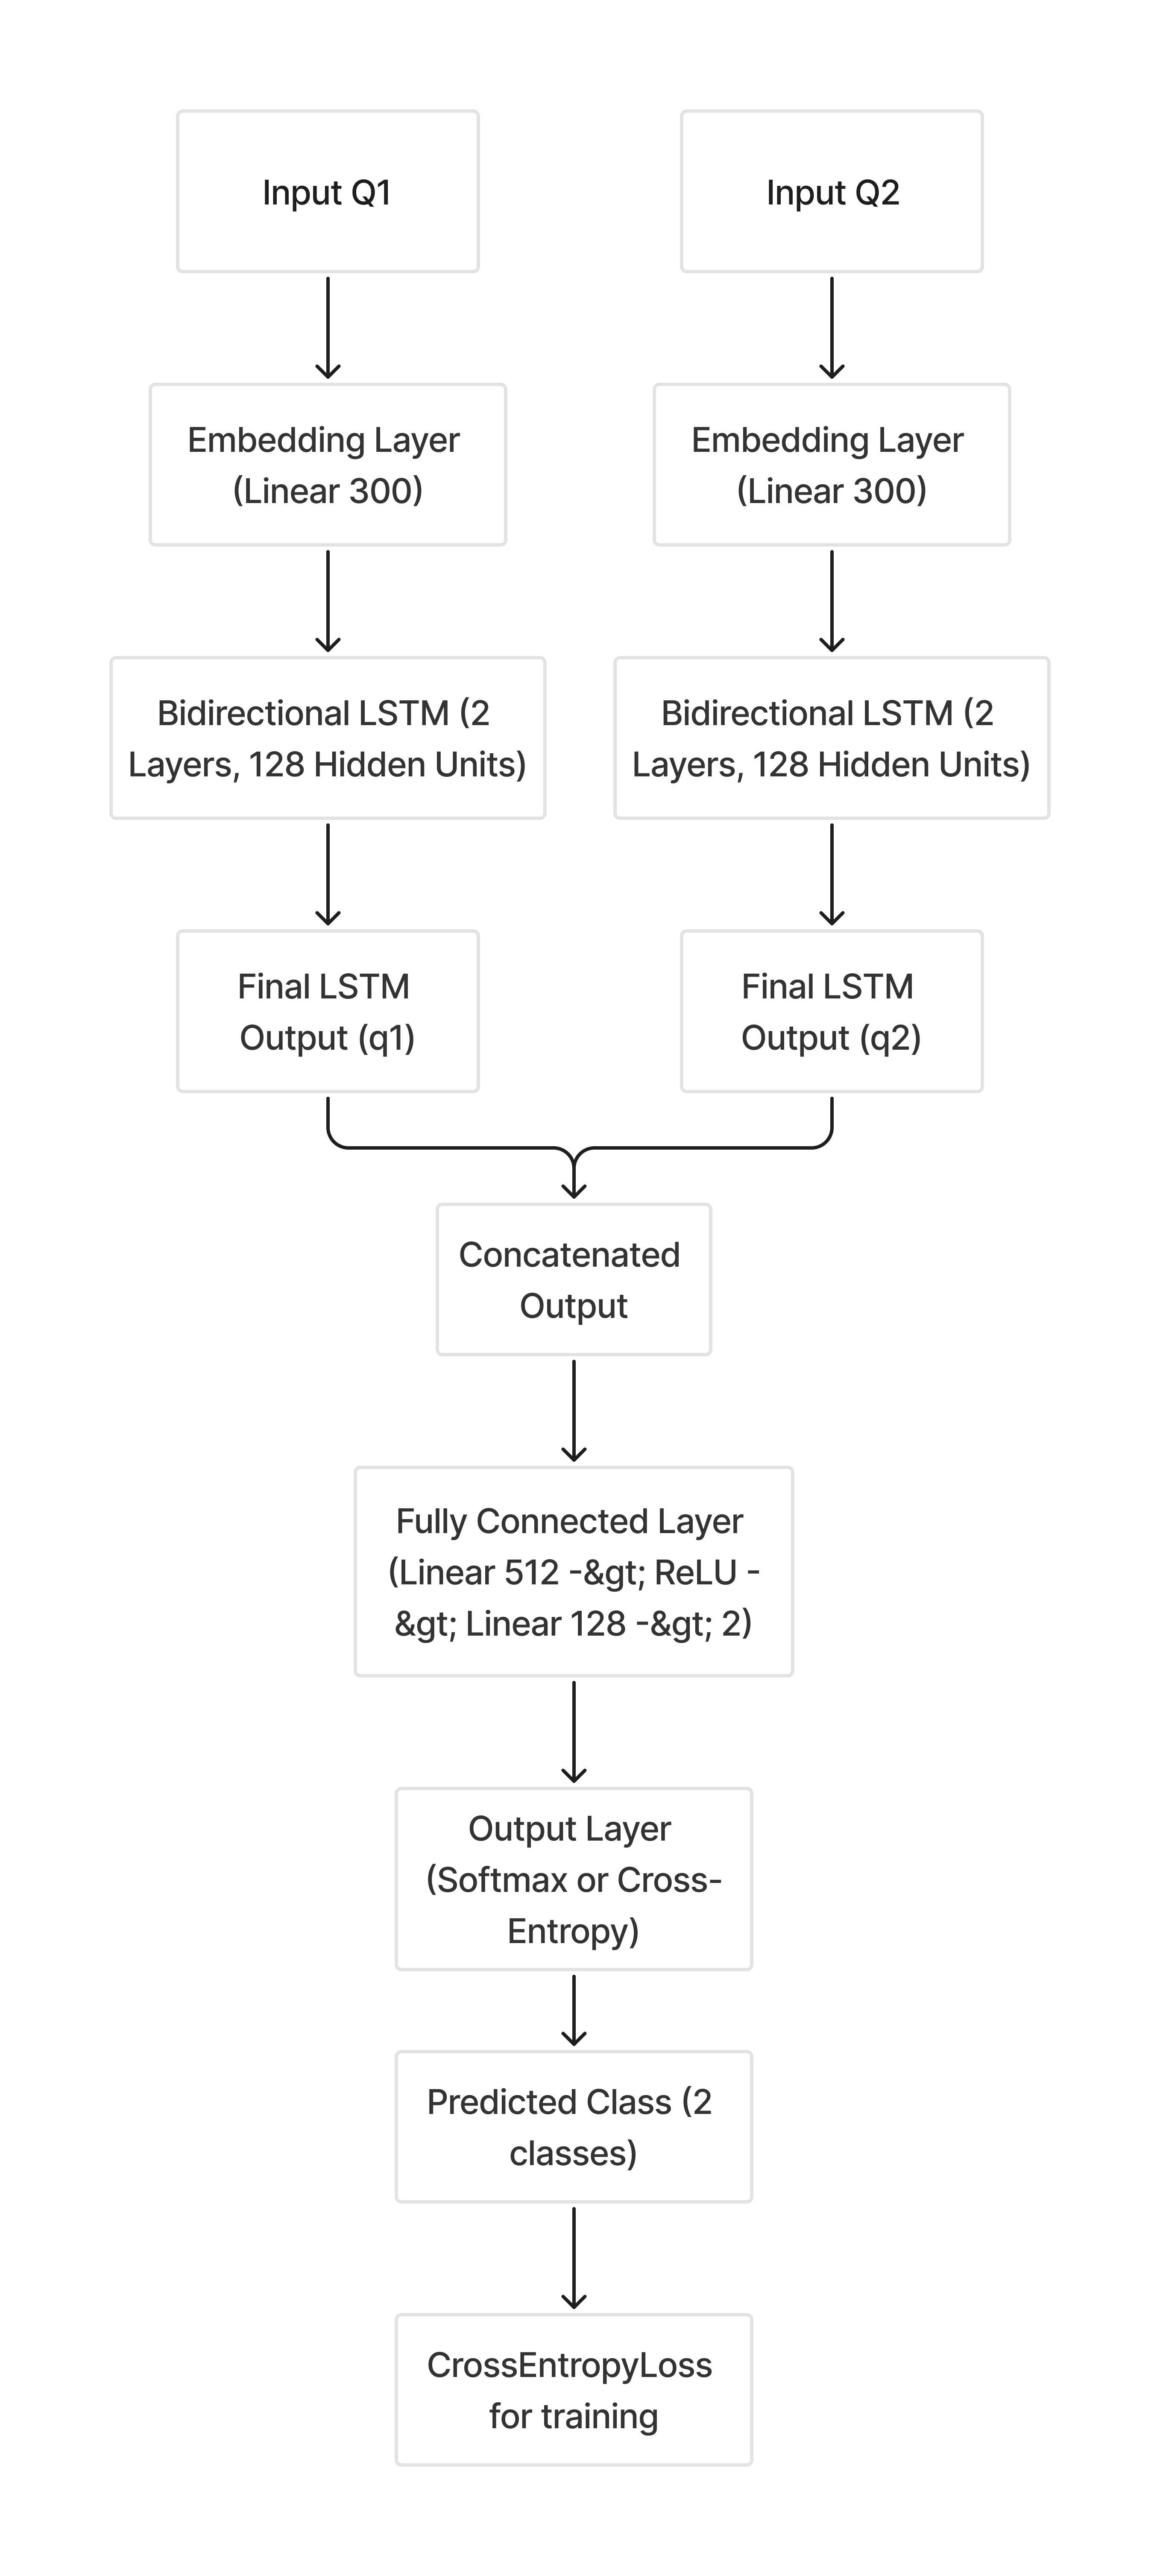 Input Q1
Input Q2
Embedding Layer
(Linear 300)
Embedding Layer
(Linear 300)
Bidirectional LSTM (2
Layers, 128 Hidden Units)
Bidirectional LSTM (2
Layers, 128 Hidden Units)
Final LSTM
Output (q1)
Final LSTM
Output (q2)
Concatenated
Output
Fully Connected Layer
(Linear 512 -&gt; ReLU -
&gt; Linear 128 -&gt; 2)
Output Layer
(Softmax or Cross-
Entropy)
Predicted Class (2
classes)
CrossEntropyLoss
for training